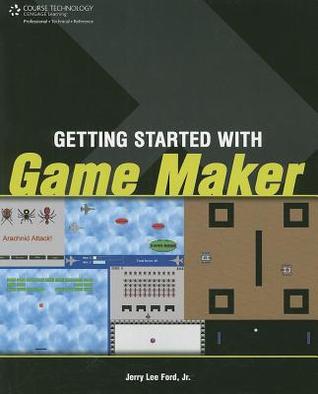 COURSE TECHNOLOGY
CENGAGE Learning
Professional • Technical • Reference
GETTING STARTED WITH
Game Maker
Arachnid Attack!
Jerry Lee Ford, Jr.